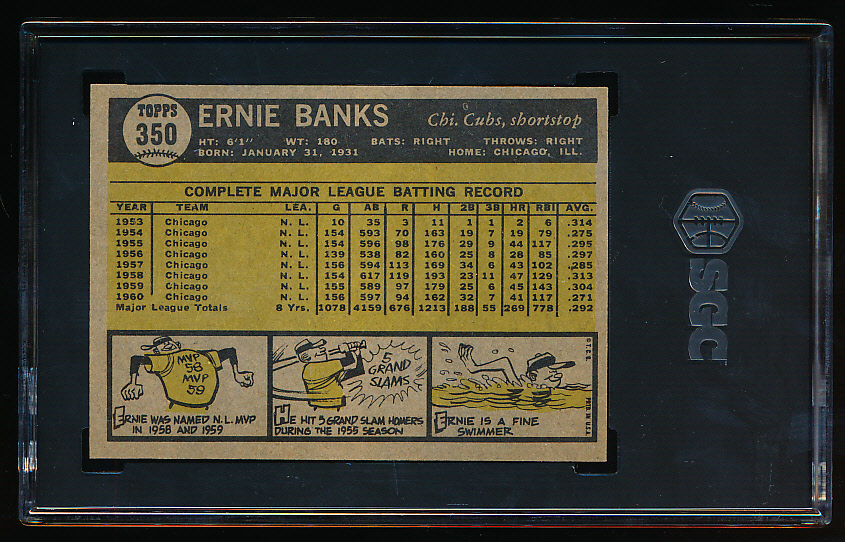 TOPPS
350
ERNIE BANKS Chi. Cubs, shortstop
HT: 6'1" WT: 180 BATS: RIGHT THROWS: RIGHT
BORN: JANUARY 31, 1931 HOME: CHICAGO, ILL.
COMPLETE MAJOR LEAGUE BATTING RECORD
YEAR TEAM LEA. G AB R H 2B 3B HR RBI AVG.
1953 Chicago N. L. 10 35 3 11 1 1 2 6 .314
1954 Chicago N. L. 154 593 70 163 19 7 19 79 .275
1955 Chicago N. L. 154 596 98 176 29 9 44 117 .295
1956 Chicago N. L. 139 538 82 160 25 8 28 85 .297
1957 Chicago N. L. 156 594 113 169 34 6 43 102 .285
1958 Chicago N. L. 154 617 119 193 23 11 47 129 .313
1959 Chicago N. L. 155 589 97 179 25 6 45 143 .304
1960 Chicago N. L. 156 597 94 162 32 7 41 117 .271
Major League Totals 8 Yrs. 1078 4159 676 1213 188 55 269 778 .292
MVP
58
MVP
59
ERNIE WAS NAMED N.L. MVP
IN 1958 AND 1959
5
GRAND
SLAMS
HE HIT 5 GRAND SLAM HOMERS
DURING THE 1955 SEASON
ERNIE IS A FINE
SWIMMER
©T.C.G.
PRTD. IN U.S.A.
SGC